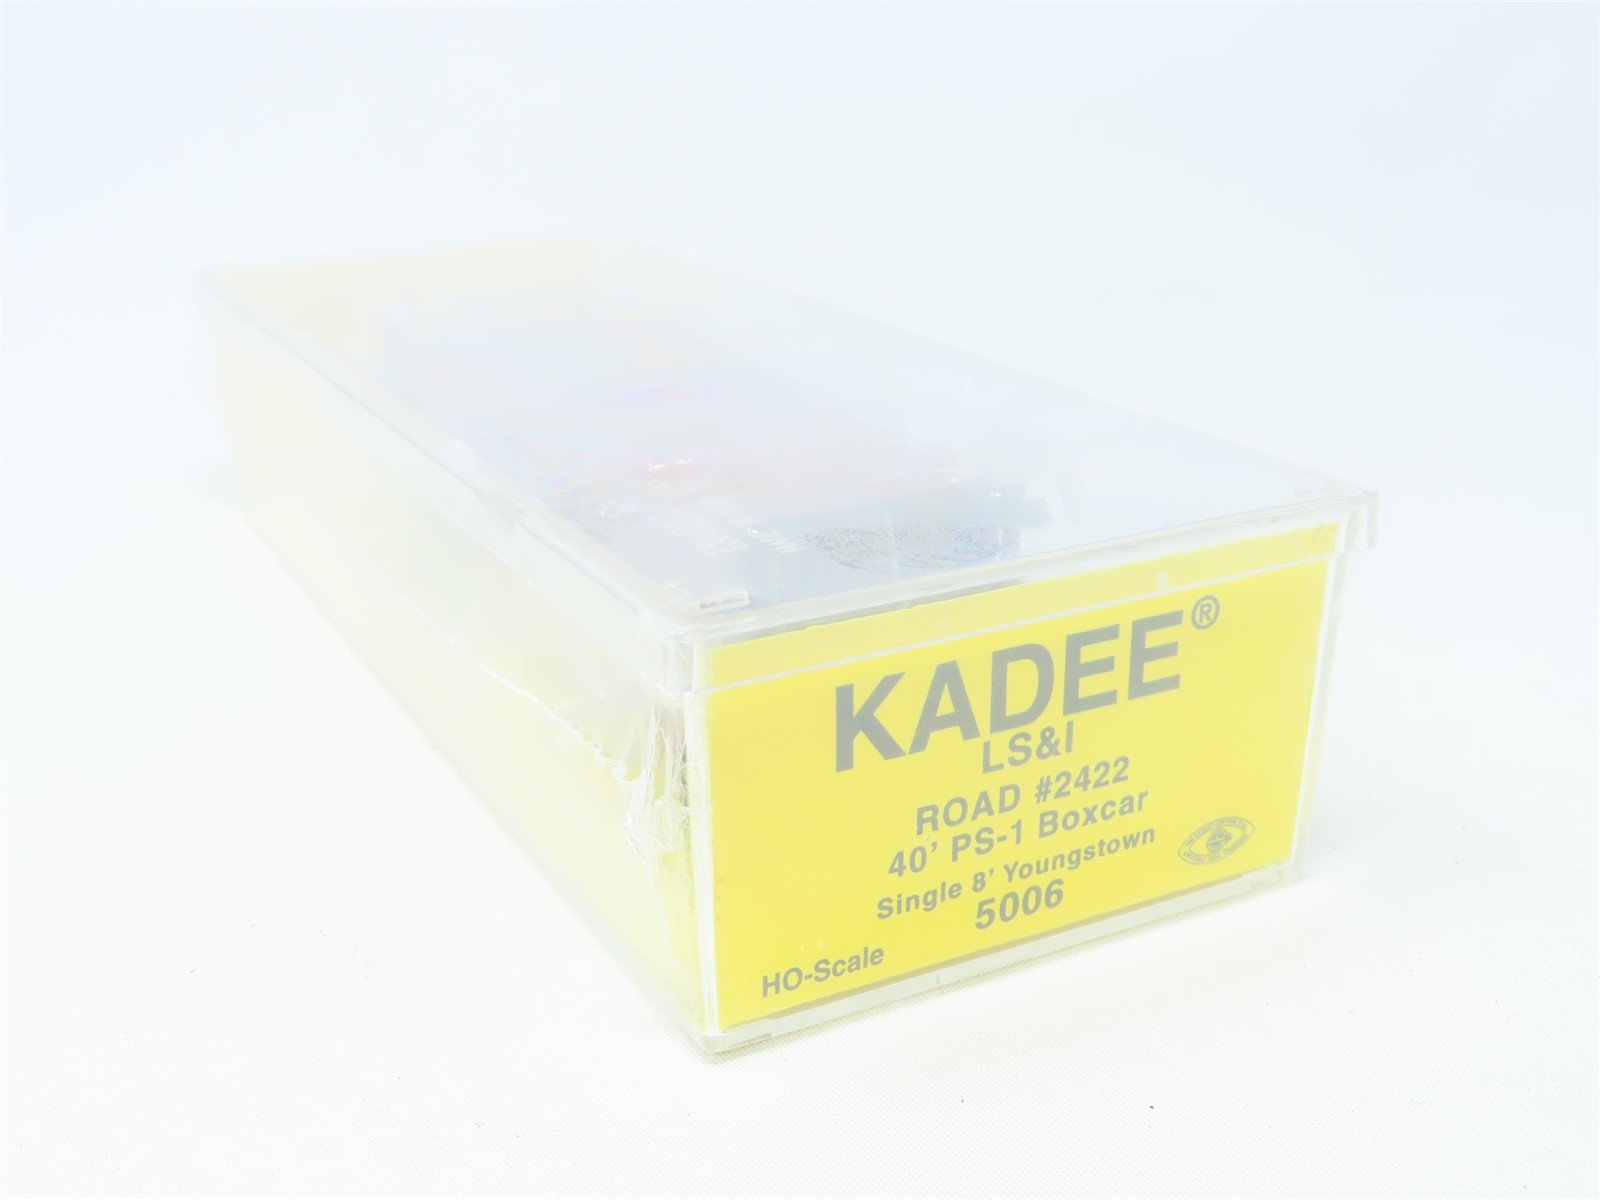 KADEE®
LS&I
ROAD #2422
40' PS-1 Boxcar
Single 8' Youngstown
5006
HO-Scale